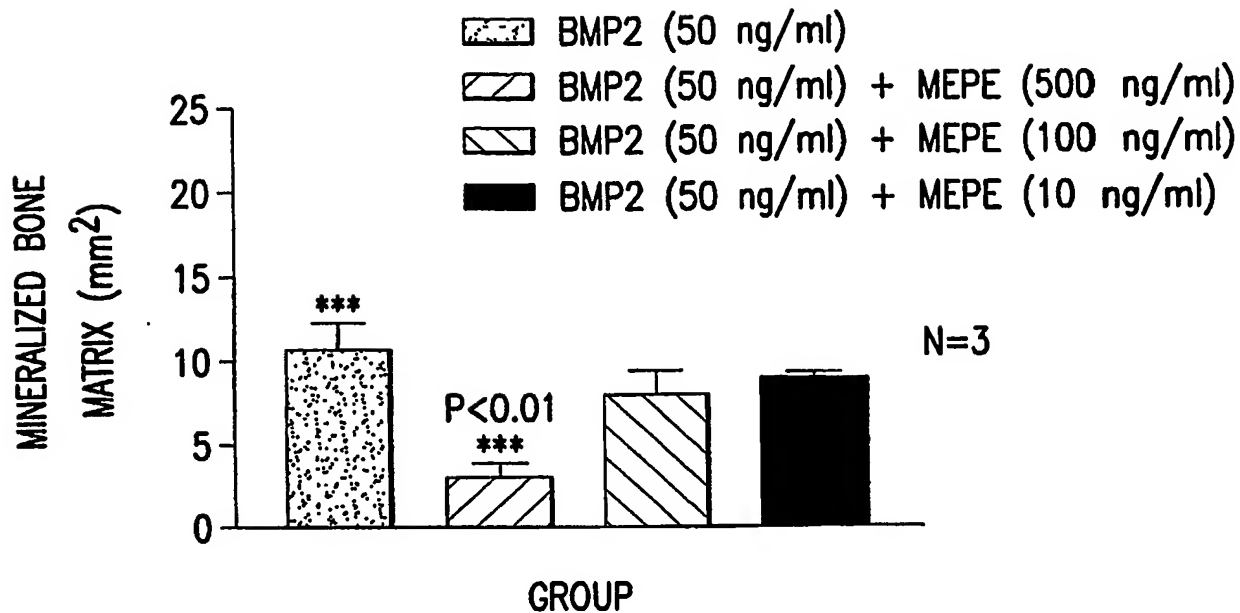 BMP2 (50 ng/ml)
BMP2 (50 ng/ml) + MEPE (500 ng/ml)
BMP2 (50 ng/ml) + MEPE (100 ng/ml)
BMP2 (50 ng/ml) + MEPE (10 ng/ml)
MINERALIZED BONE
MATRIX (mm²)
25
20
15
10
5
0
***
P<0.01
***
N=3
GROUP